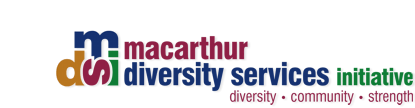 mdsi
macarthur
diversity services initiative
diversity • community • strength